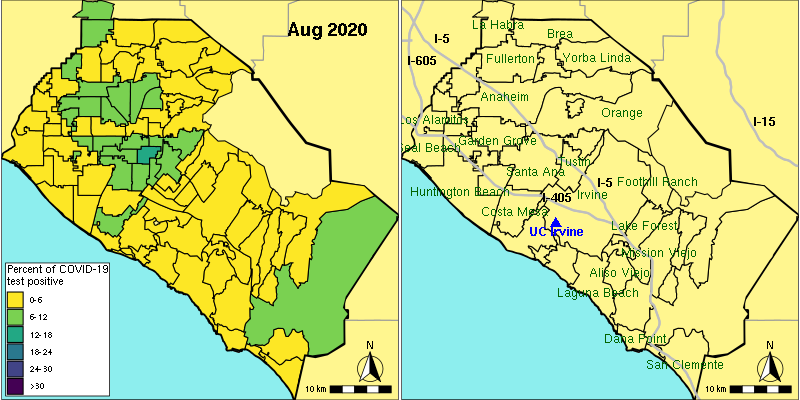 Aug 2020
Percent of COVID-19
test positive
0-6
6-12
12-18
18-24
24-30
>30
N
10 km
La Habra
Brea
I-5
I-605
Fullerton
Yorba Linda
Anaheim
Orange
I-15
Los Alamitos
Garden Grove
Seal Beach
Tustin
Santa Ana
I-5
Foothill Ranch
Huntington Beach
I-405
Irvine
Costa Mesa
UC Irvine
Lake Forest
Mission Viejo
Aliso Viejo
Laguna Beach
Dana Point
San Clemente
N
10 km